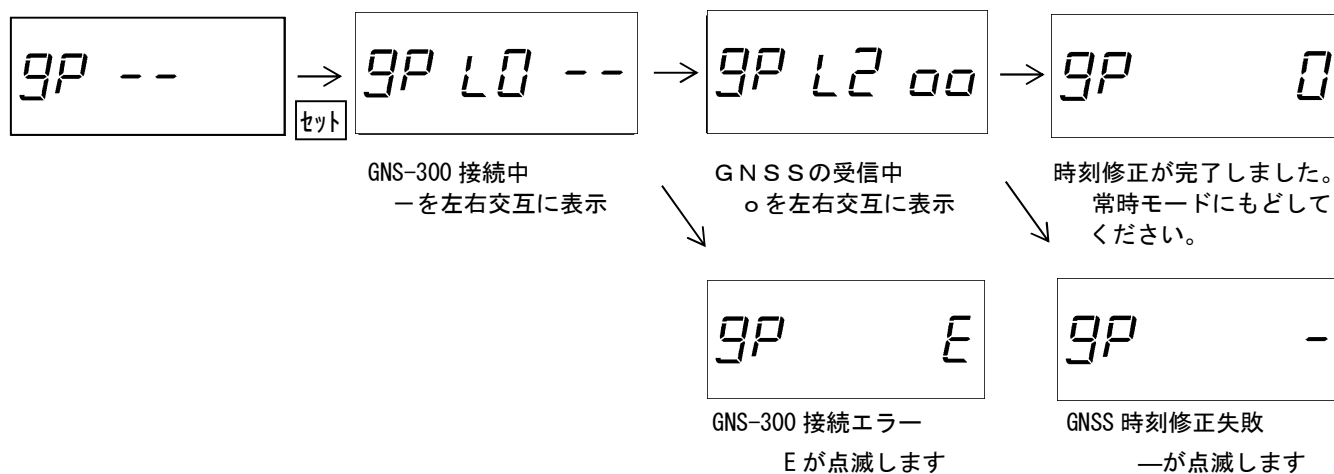 gP --
セット
gP L0 --
gP L2 oo
gP 0
GNS-300 接続中
－を左右交互に表示
ＧＮＳＳの受信中
ｏを左右交互に表示
時刻修正が完了しました。
常時モードにもどして
ください。
gP E
gP -
GNS-300 接続エラー
E が点滅します
GNSS 時刻修正失敗
―が点滅します